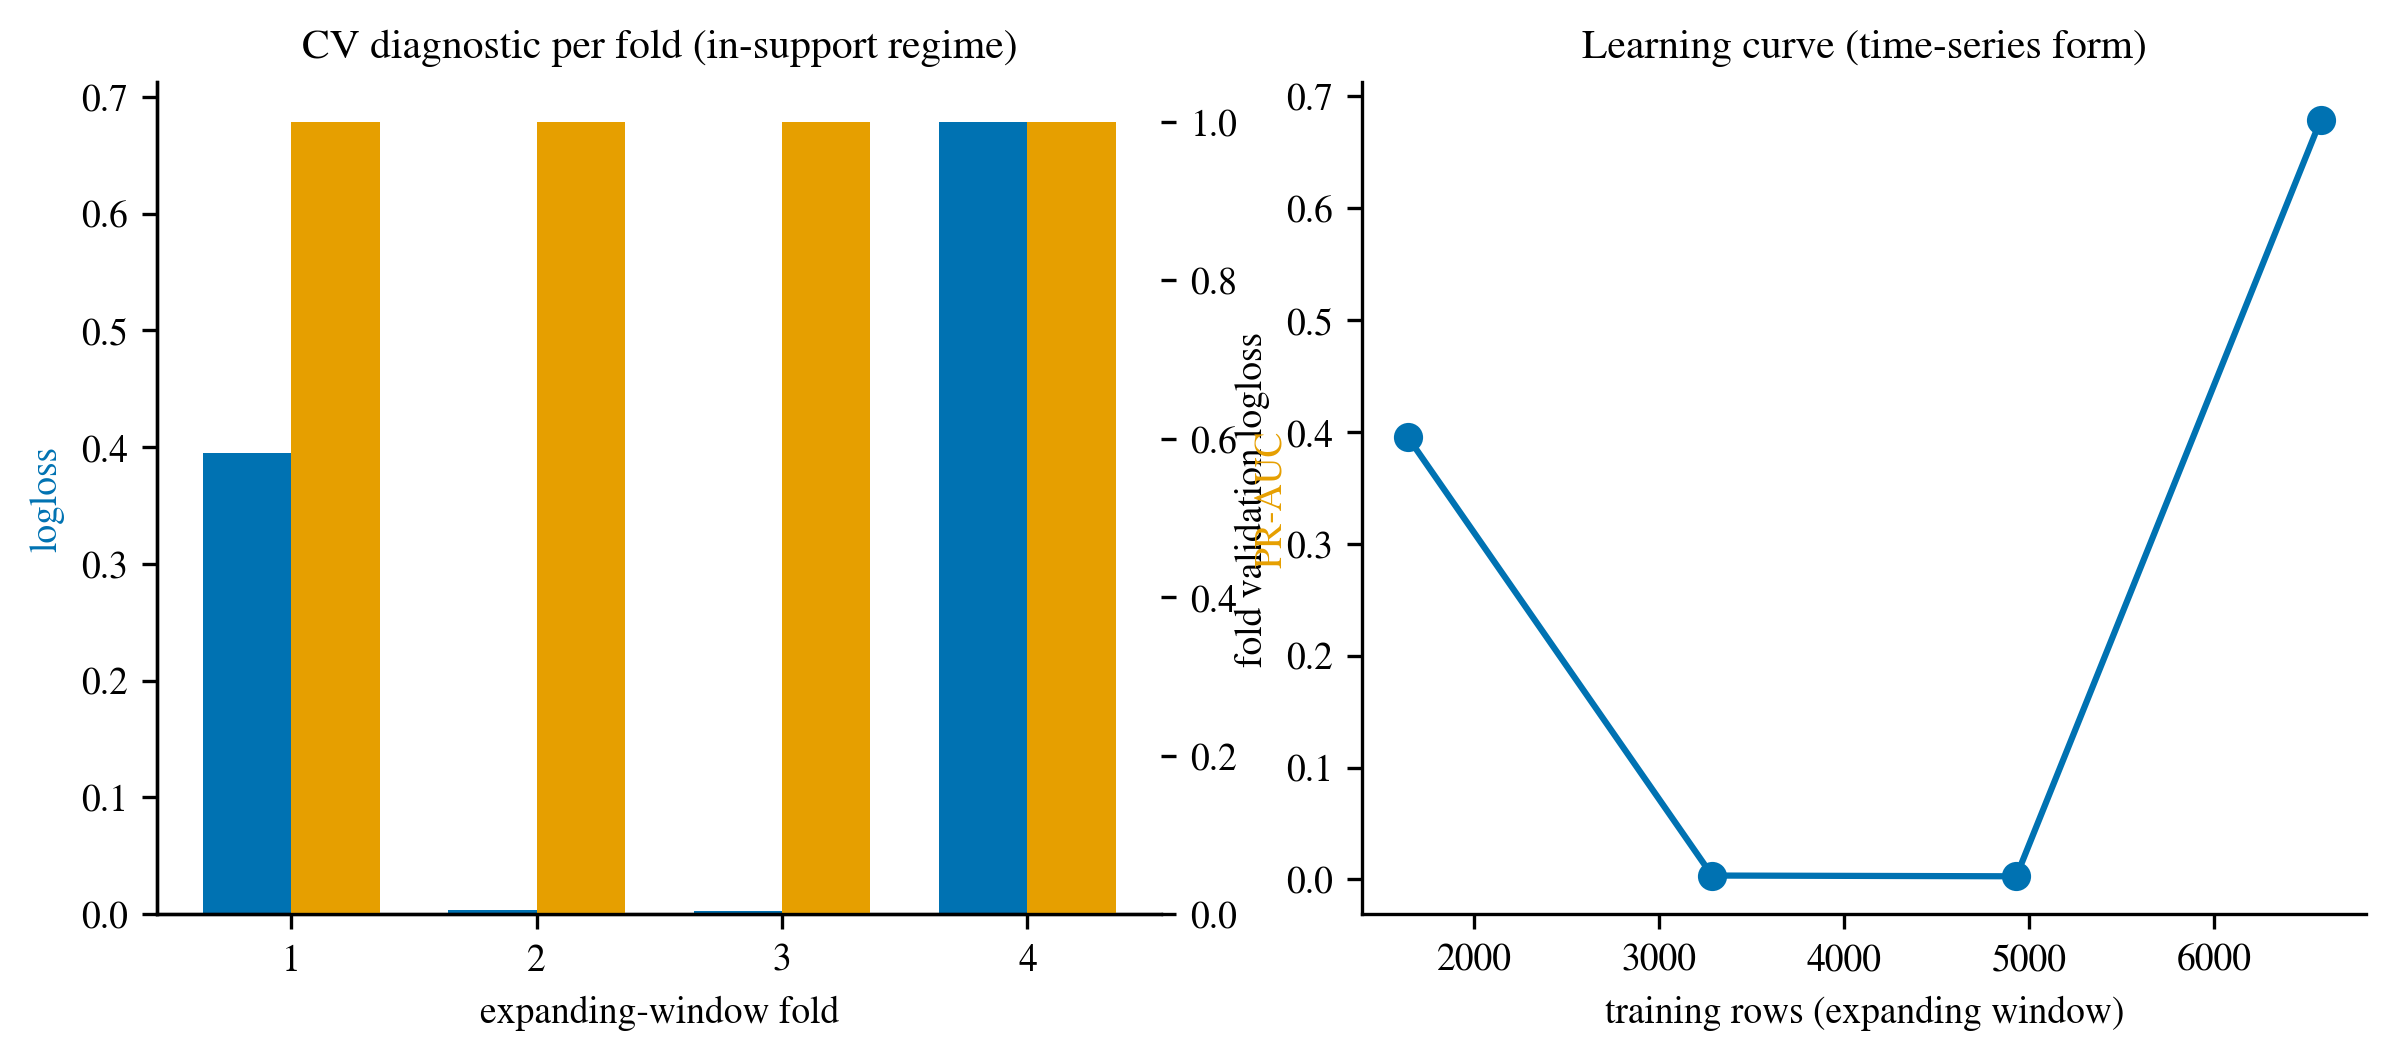 CV diagnostic per fold (in-support regime)
logloss
0.7
0.6
0.5
0.4
0.3
0.2
0.1
0.0
1 2 3 4
expanding-window fold
1.0
0.8
0.6
0.4
0.2
0.0
PR-AUC
Learning curve (time-series form)
fold validation logloss
0.7
0.6
0.5
0.4
0.3
0.2
0.1
0.0
2000 3000 4000 5000 6000
training rows (expanding window)